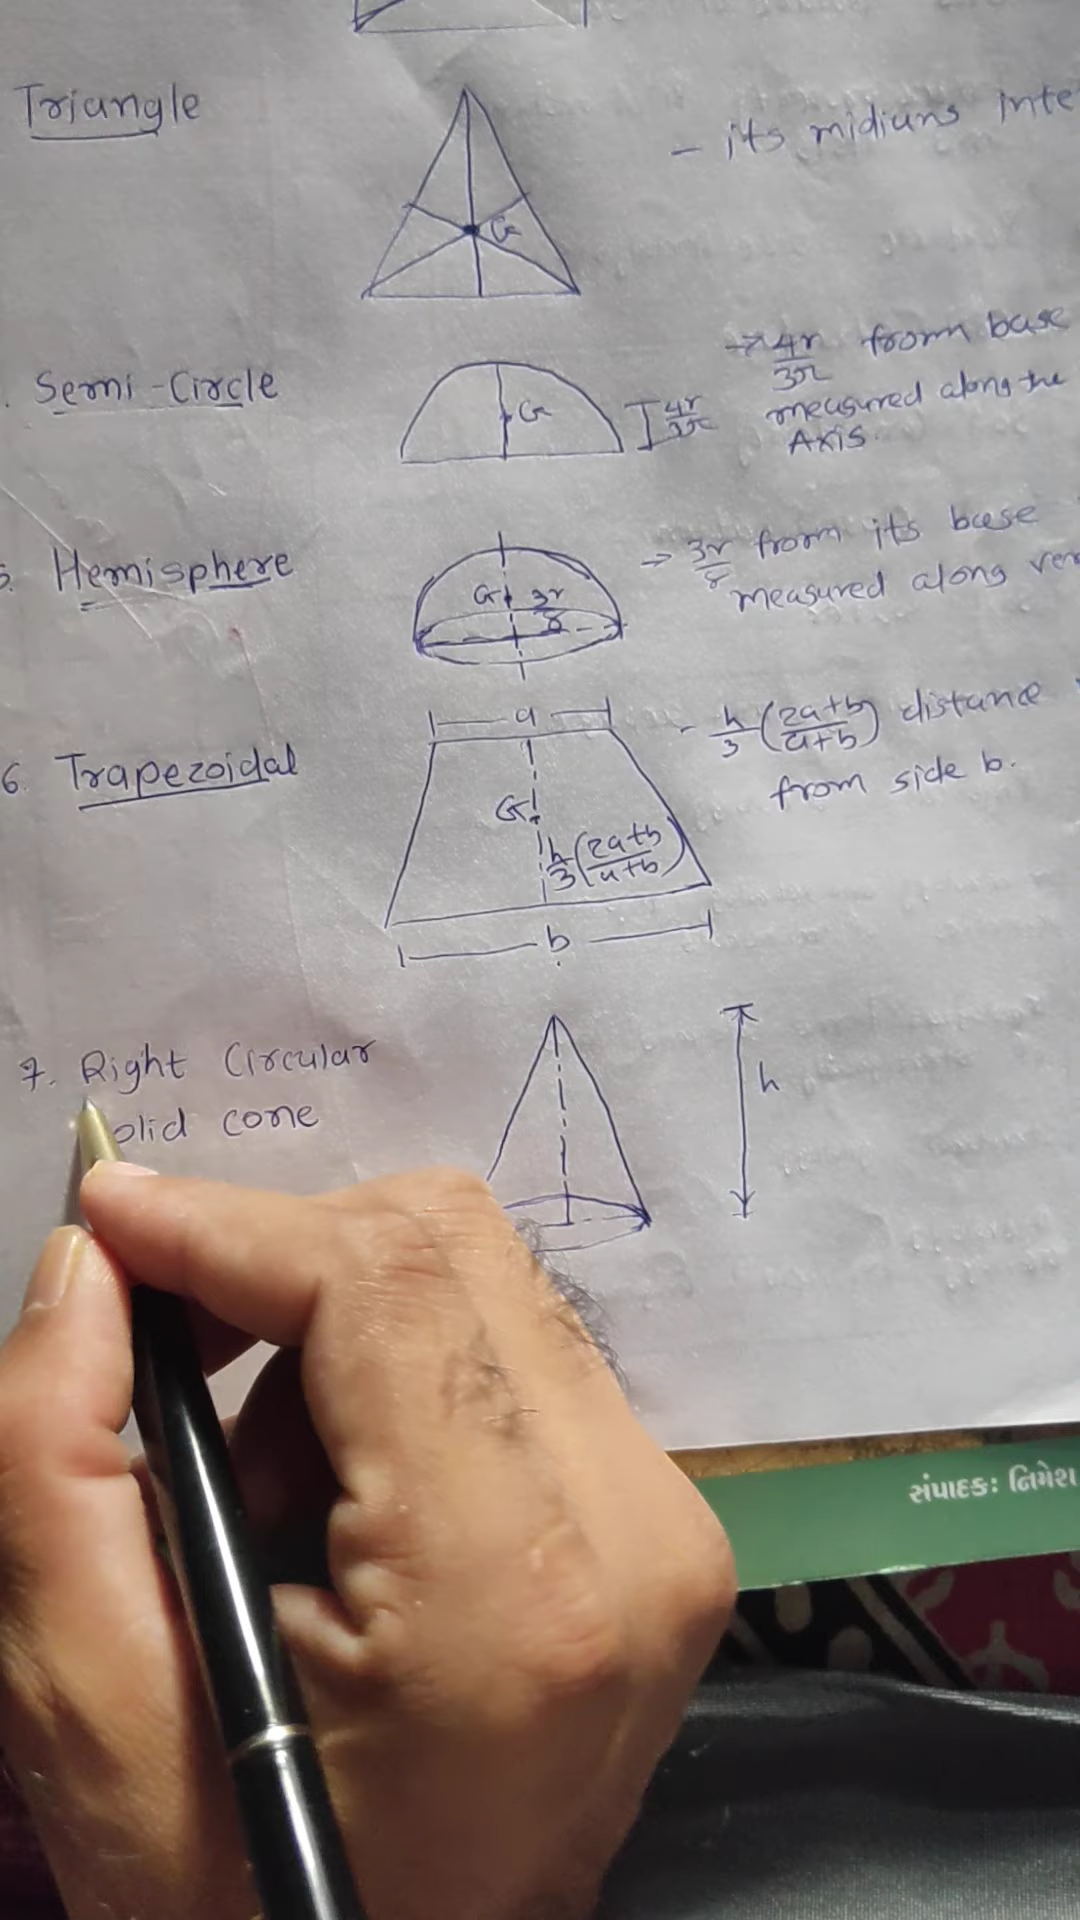 Triangle
- its midians inte
G
Semi-Circle
G
4r
3π
→ 4r from base
3π
measured along the
Axis.
Hemisphere
G 3r
8
→ 3r from its base
8
measured along ver
6. Trapezoidal
a
G
h/3 (2a+b/a+b)
b
- h/3 (2a+b/a+b) distance
from side b.
7. Right Circular
olid cone
h
સંપાદક: નિમેશ